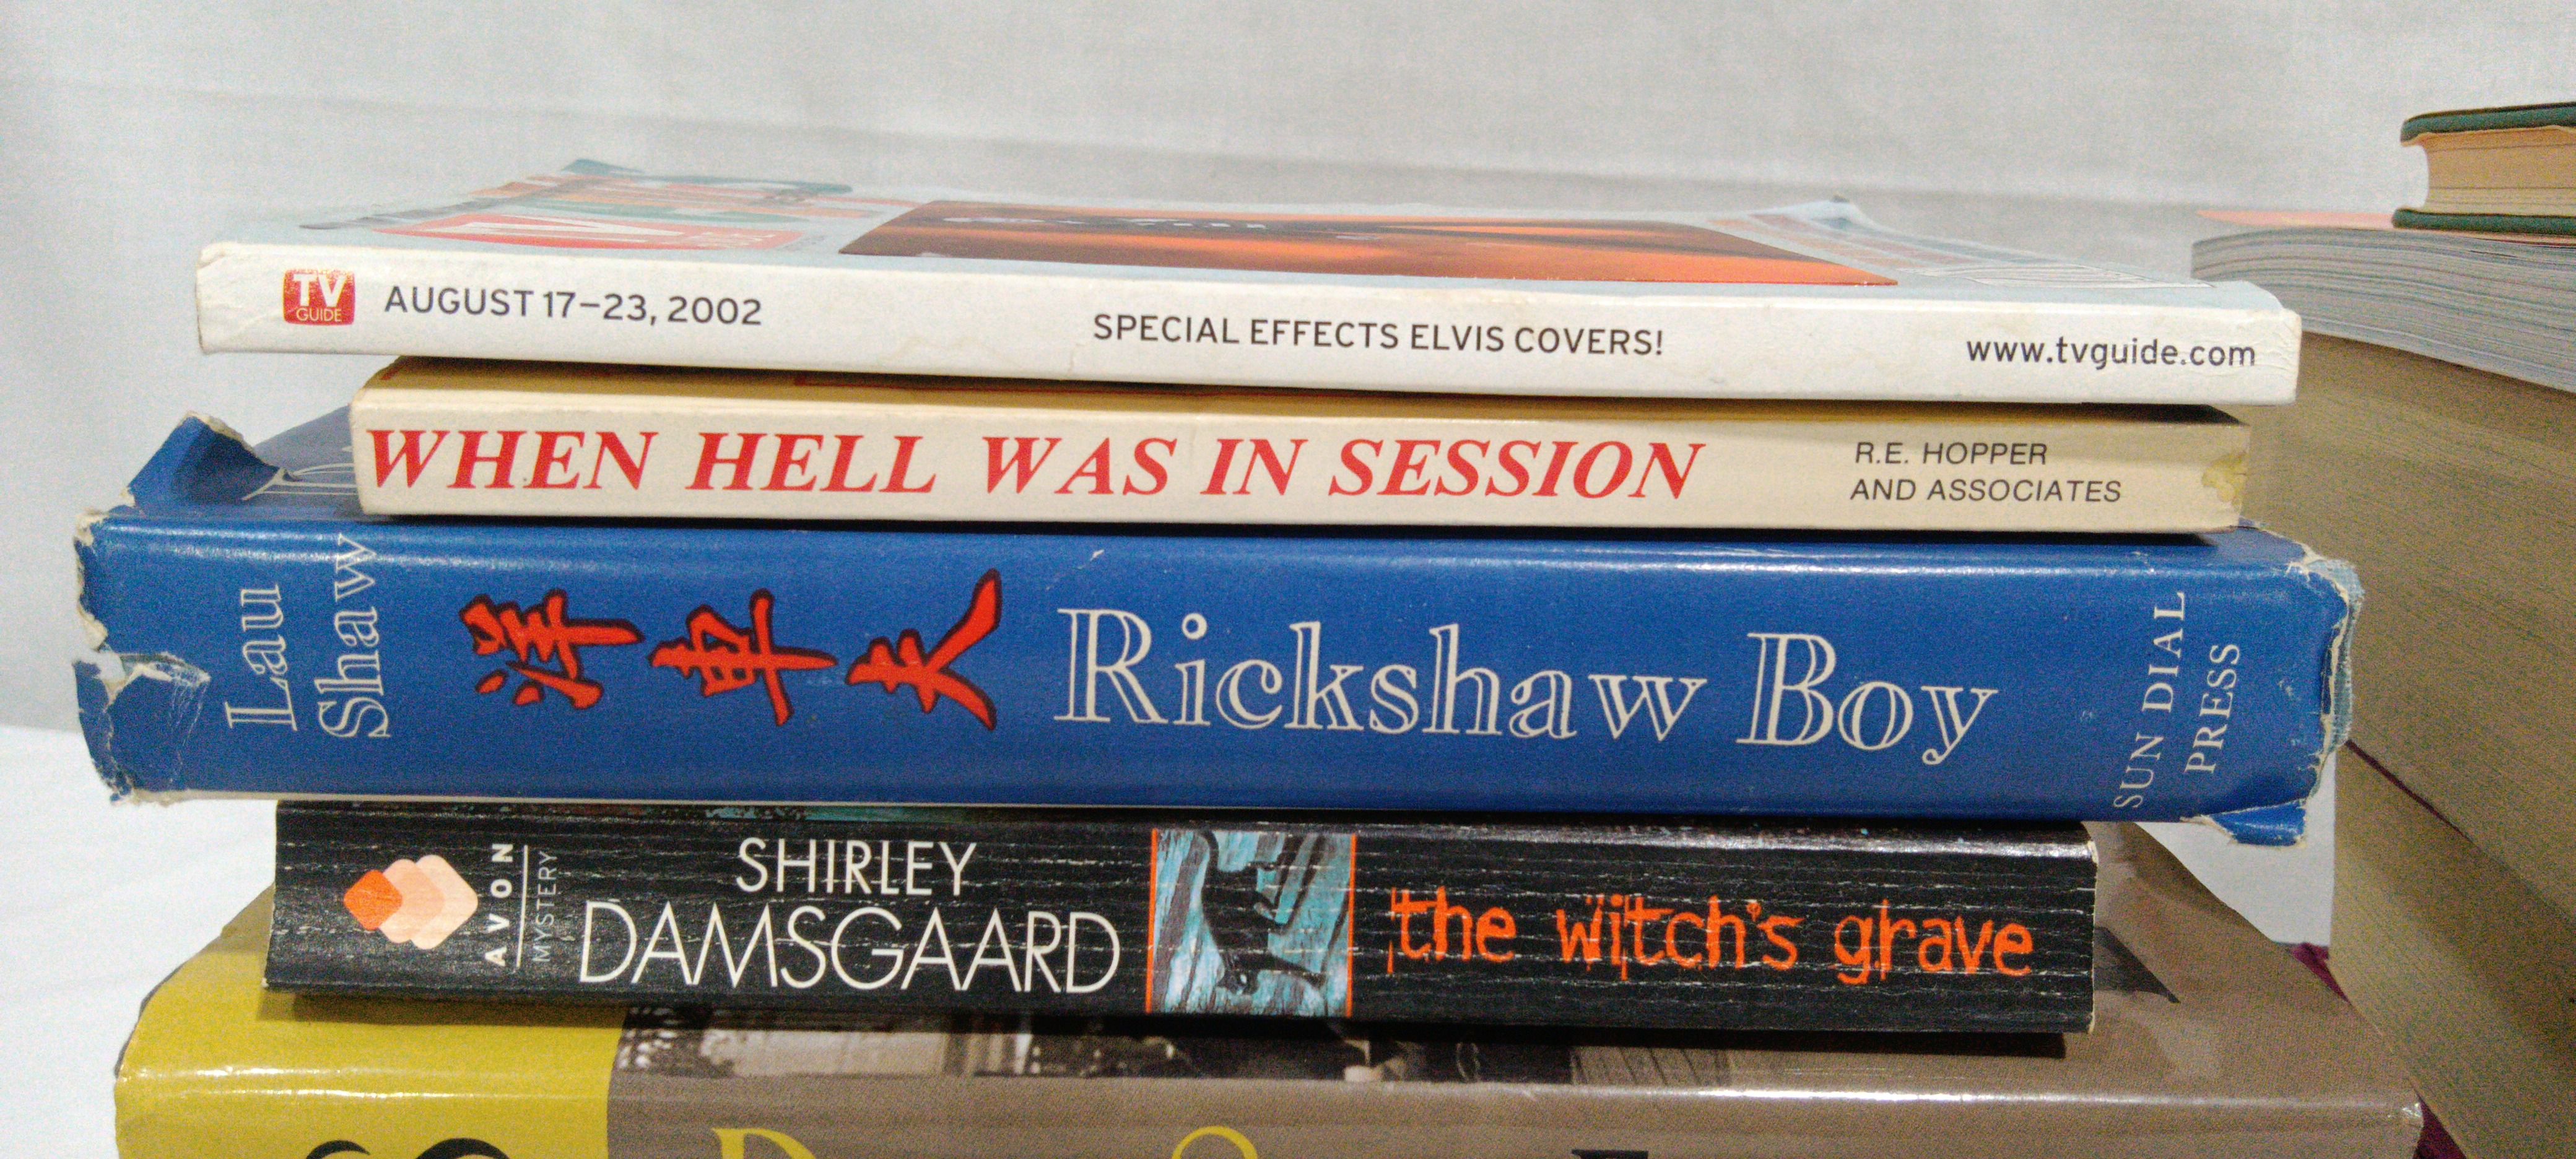 TV
GUIDE
AUGUST 17–23, 2002
SPECIAL EFFECTS ELVIS COVERS!
www.tvguide.com
WHEN HELL WAS IN SESSION
R.E. HOPPER
AND ASSOCIATES
Lau
Shaw
洋車夫
Rickshaw Boy
SUN DIAL
PRESS
AVON
MYSTERY
SHIRLEY
DAMSGAARD
the witch's grave